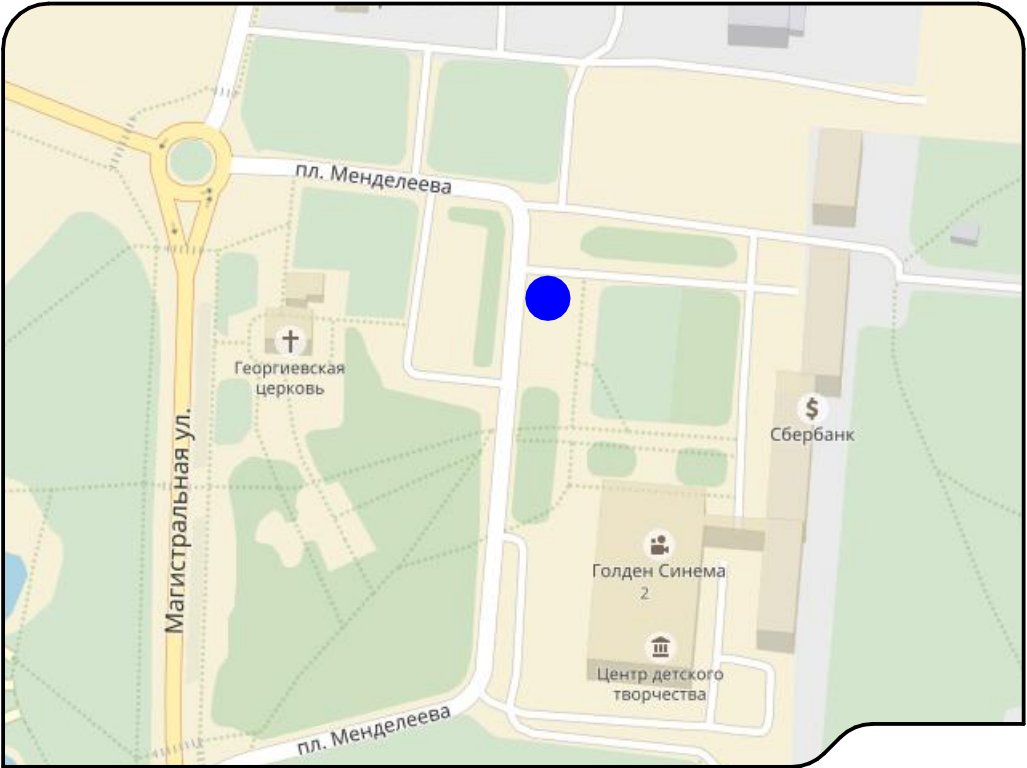 пл. Менделеева
Георгиевская
церковь
Магистральная ул.
$
Сбербанк
Голден Синема
2
Центр детского
творчества
пл. Менделеева